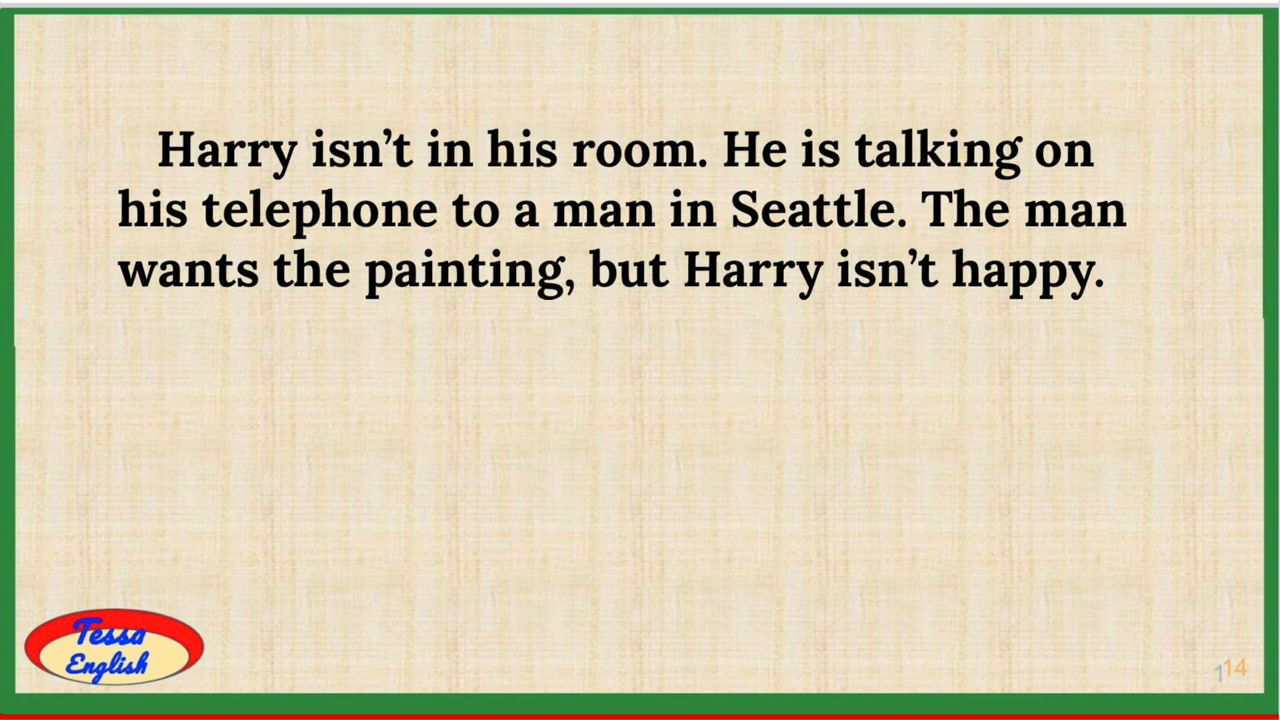 Harry isn’t in his room. He is talking on
his telephone to a man in Seattle. The man
wants the painting, but Harry isn’t happy.
Tessa
English
14